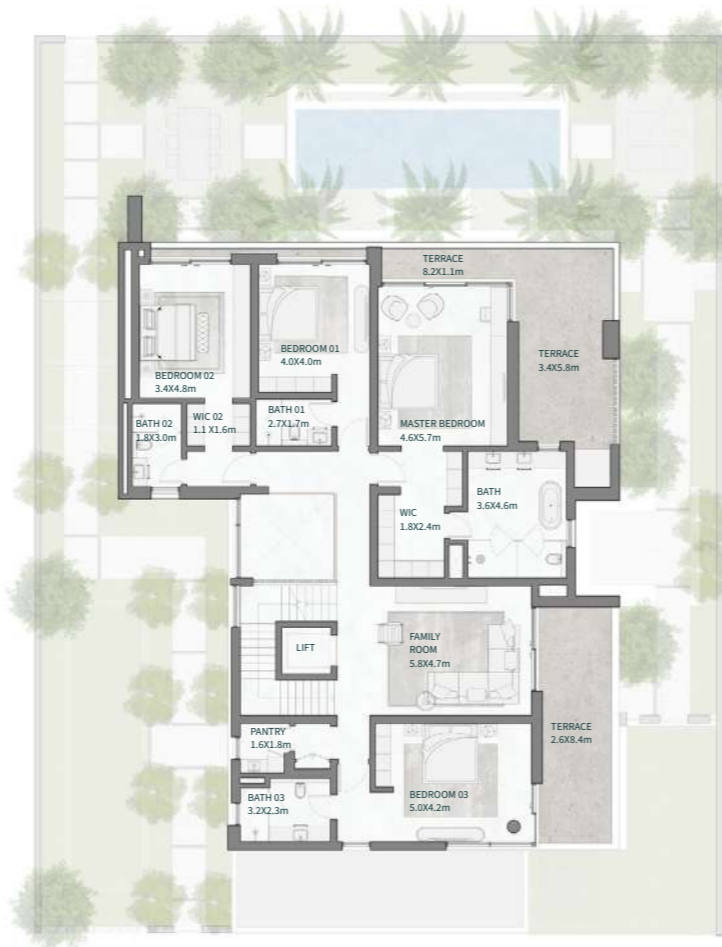 TERRACE
8.2X1.1m
BEDROOM 01
4.0X4.0m
TERRACE
3.4X5.8m
BEDROOM 02
3.4X4.8m
BATH 02
1.8X3.0m
WIC 02
1.1 X1.6m
BATH 01
2.7X1.7m
MASTER BEDROOM
4.6X5.7m
BATH
3.6X4.6m
WIC
1.8X2.4m
LIFT
FAMILY
ROOM
5.8X4.7m
PANTRY
1.6X1.8m
TERRACE
2.6X8.4m
BATH 03
3.2X2.3m
BEDROOM 03
5.0X4.2m